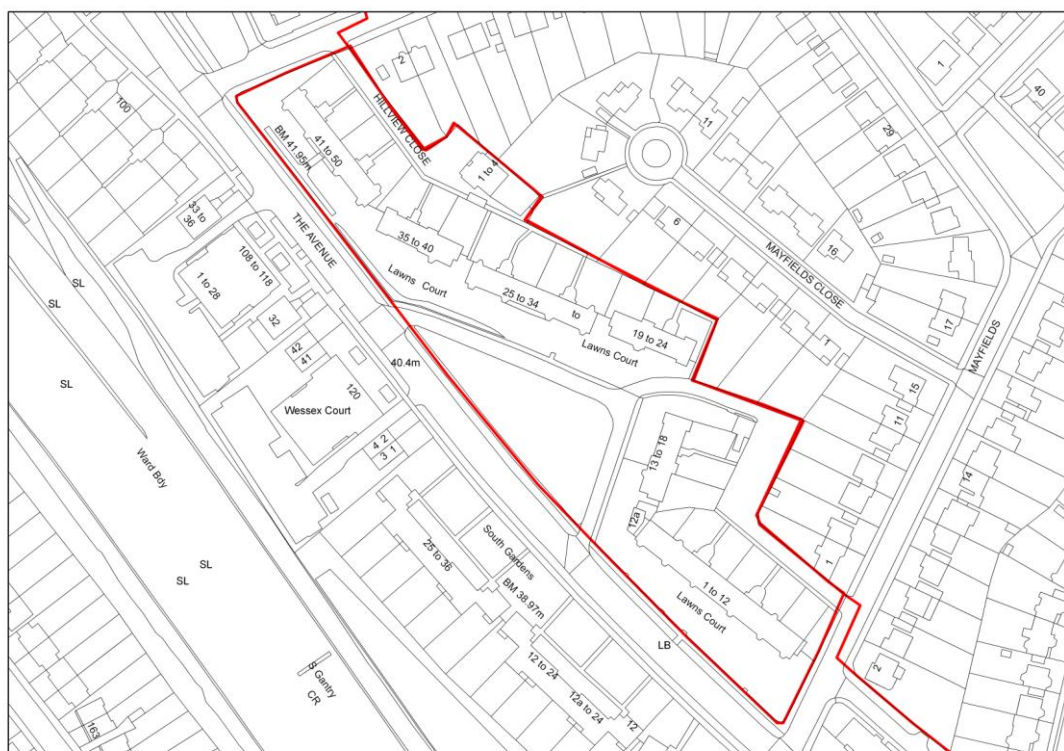 2
HILLVIEW CLOSE
41 to 50
BM 41.95m
1 to 4
11
1
40
29
100
33 to
36
THE AVENUE
108 to 118
1 to 28
32
42
41
SL
SL
SL
35 to 40
Lawns Court
25 to 34
to
19 to 24
Lawns Court
6
16
MAYFIELDS CLOSE
17
MAYFIELDS
1
15
11
40.4m
120
Wessex Court
4
2
3
1
Ward Bdy
13 to 18
12a
14
1
25 to 36
South Gardens
BM 38.97m
1 to 12
Lawns Court
LB
SL
SL
2
12 to 24
12a to 24
12
S Gantry
CR
163